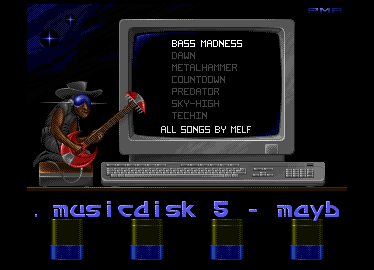 BASS MADNESS
DAWN
METALHAMMER
COUNTDOWN
PREDATOR
SKY-HIGH
TECHIN
ALL SONGS BY MELF
. musicdisk 5 - mayb